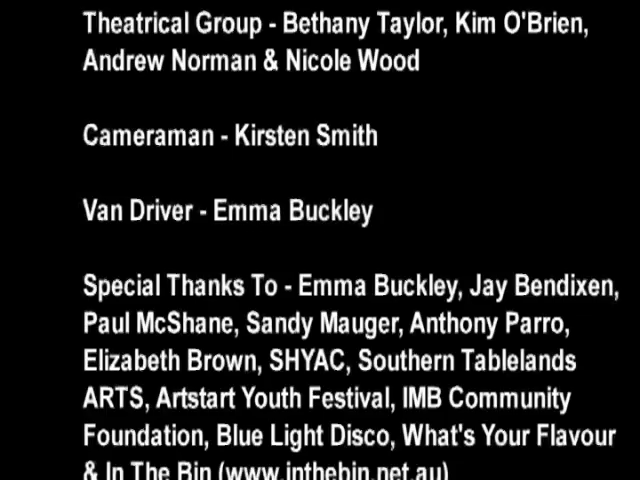 Theatrical Group - Bethany Taylor, Kim O'Brien,
Andrew Norman & Nicole Wood
Cameraman - Kirsten Smith
Van Driver - Emma Buckley
Special Thanks To - Emma Buckley, Jay Bendixen,
Paul McShane, Sandy Mauger, Anthony Parro,
Elizabeth Brown, SHYAC, Southern Tablelands
ARTS, Artstart Youth Festival, IMB Community
Foundation, Blue Light Disco, What's Your Flavour
& In The Bin (www.inthebin.net.au)